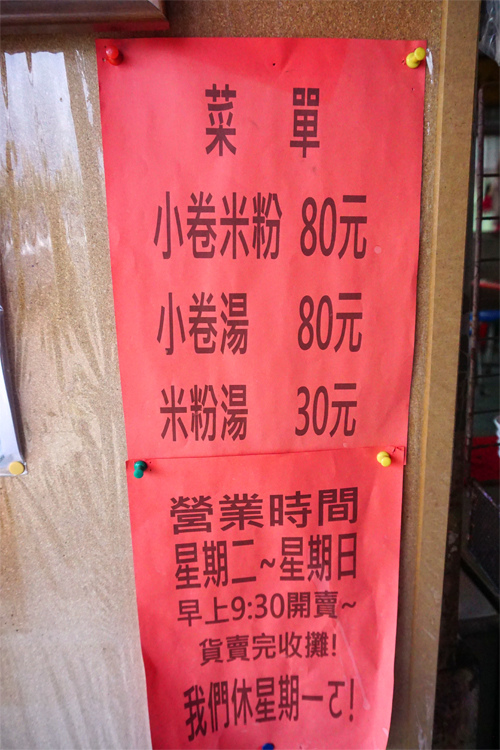 菜 單
小卷米粉 80元
小卷湯 80元
米粉湯 30元
營業時間
星期二~星期日
早上9:30開賣~
貨賣完收攤!
我們休星期一ㄛ!